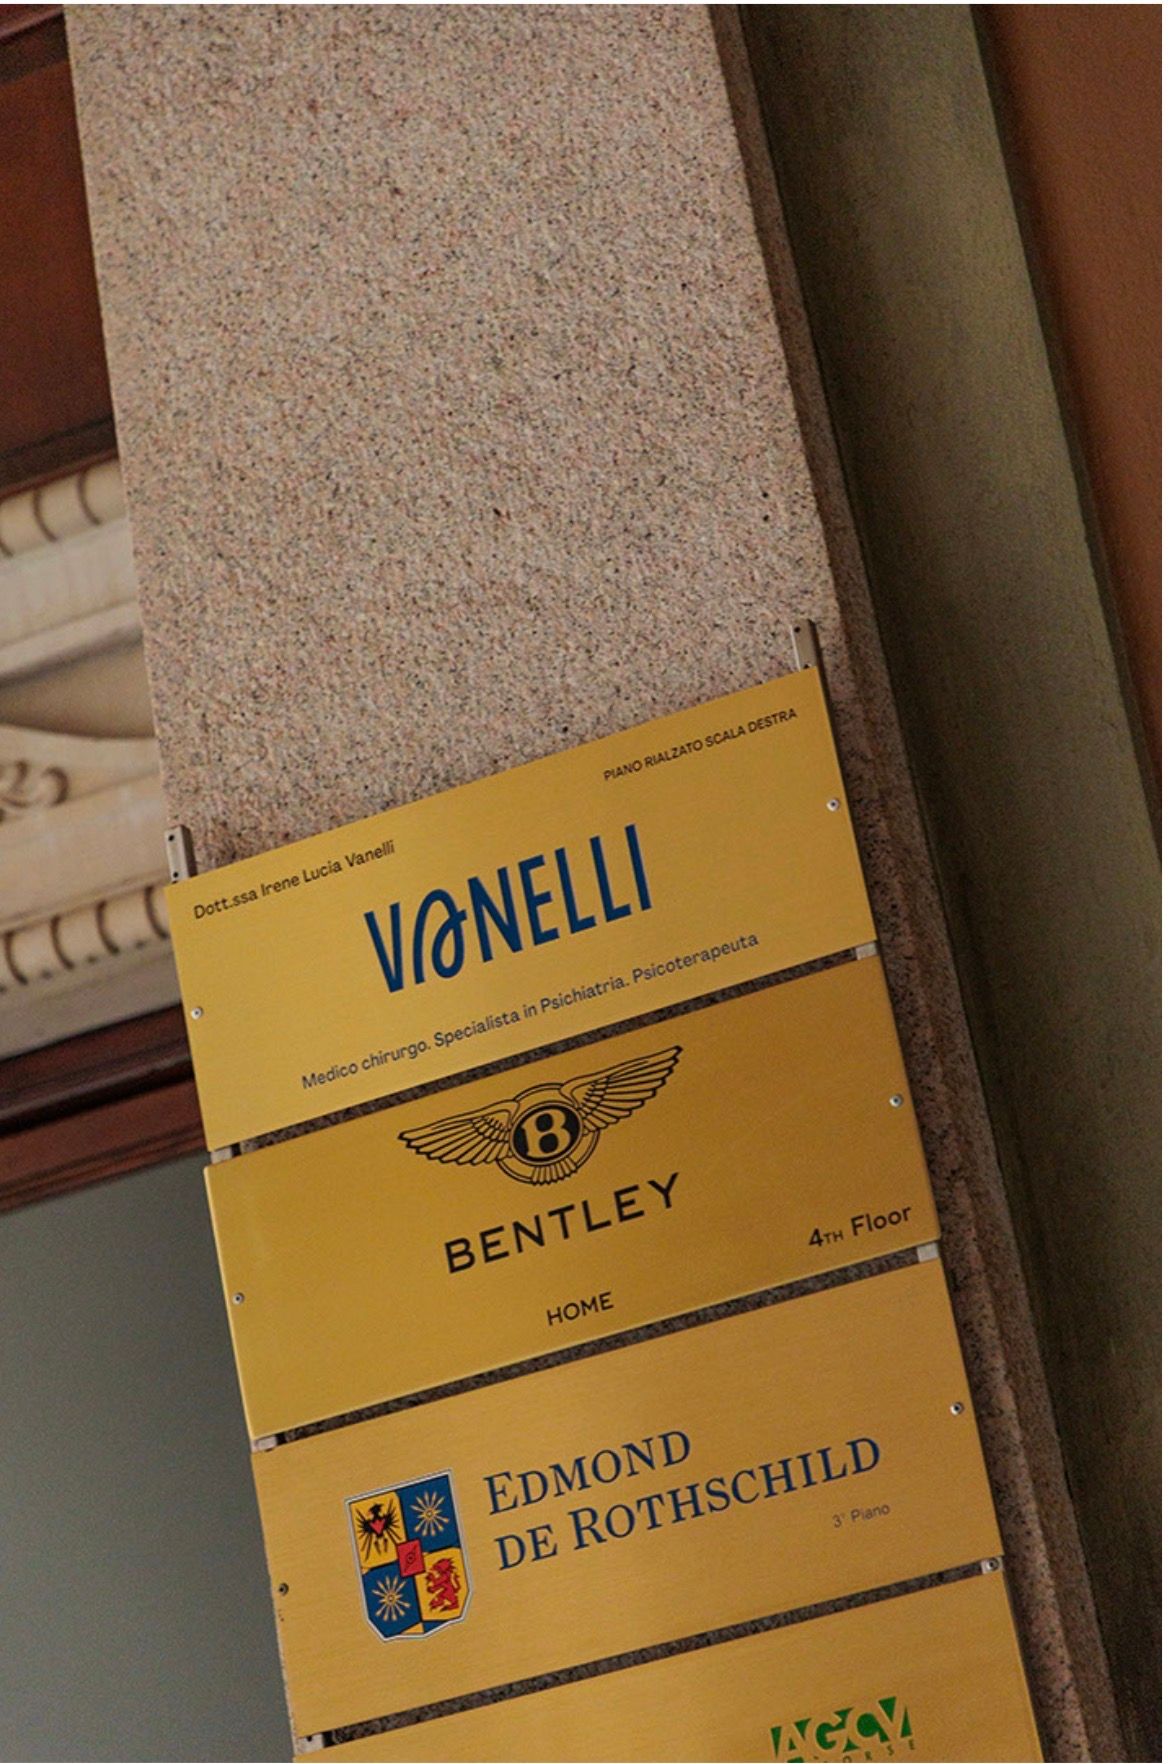 PIANO RIALZATO SCALA DESTRA
Dott.ssa Irene Lucia Vanelli
VANELLI
Medico chirurgo. Specialista in Psichiatria. Psicoterapeuta
B
BENTLEY
4TH Floor
HOME
EDMOND
DE ROTHSCHILD
3° Piano
AGCV